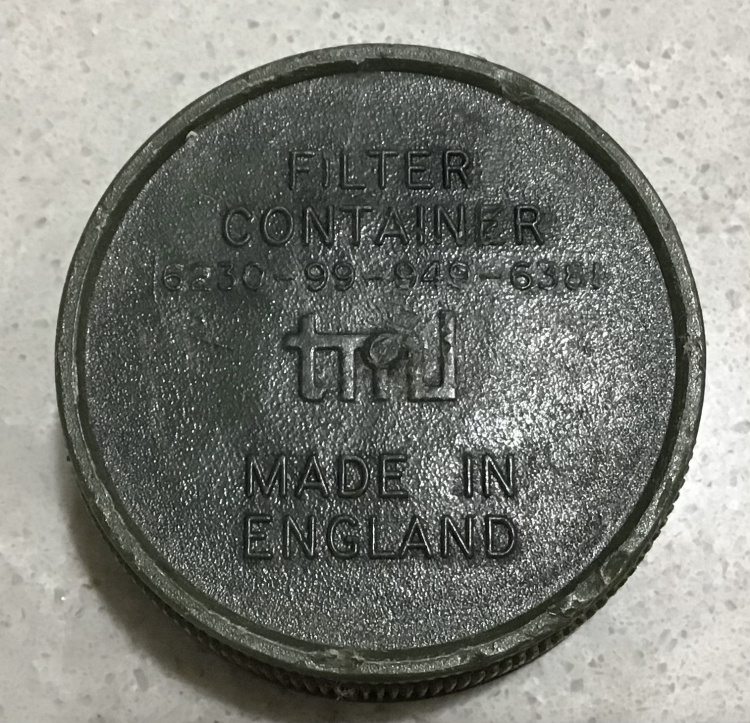 FILTER
CONTAINER
6230-99-949-6381
MADE IN
ENGLAND